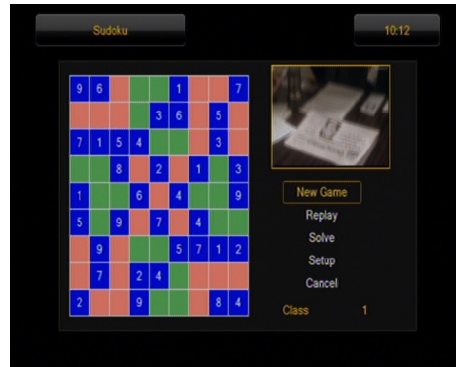 Sudoku
10:12
9 6 1 7
3 6 5
7 1 5 4 3
8 2 1 3
1 6 4 9
5 9 7 4
9 5 7 1 2
7 2 4
2 9 8 4
New Game
Replay
Solve
Setup
Cancel
Class 1